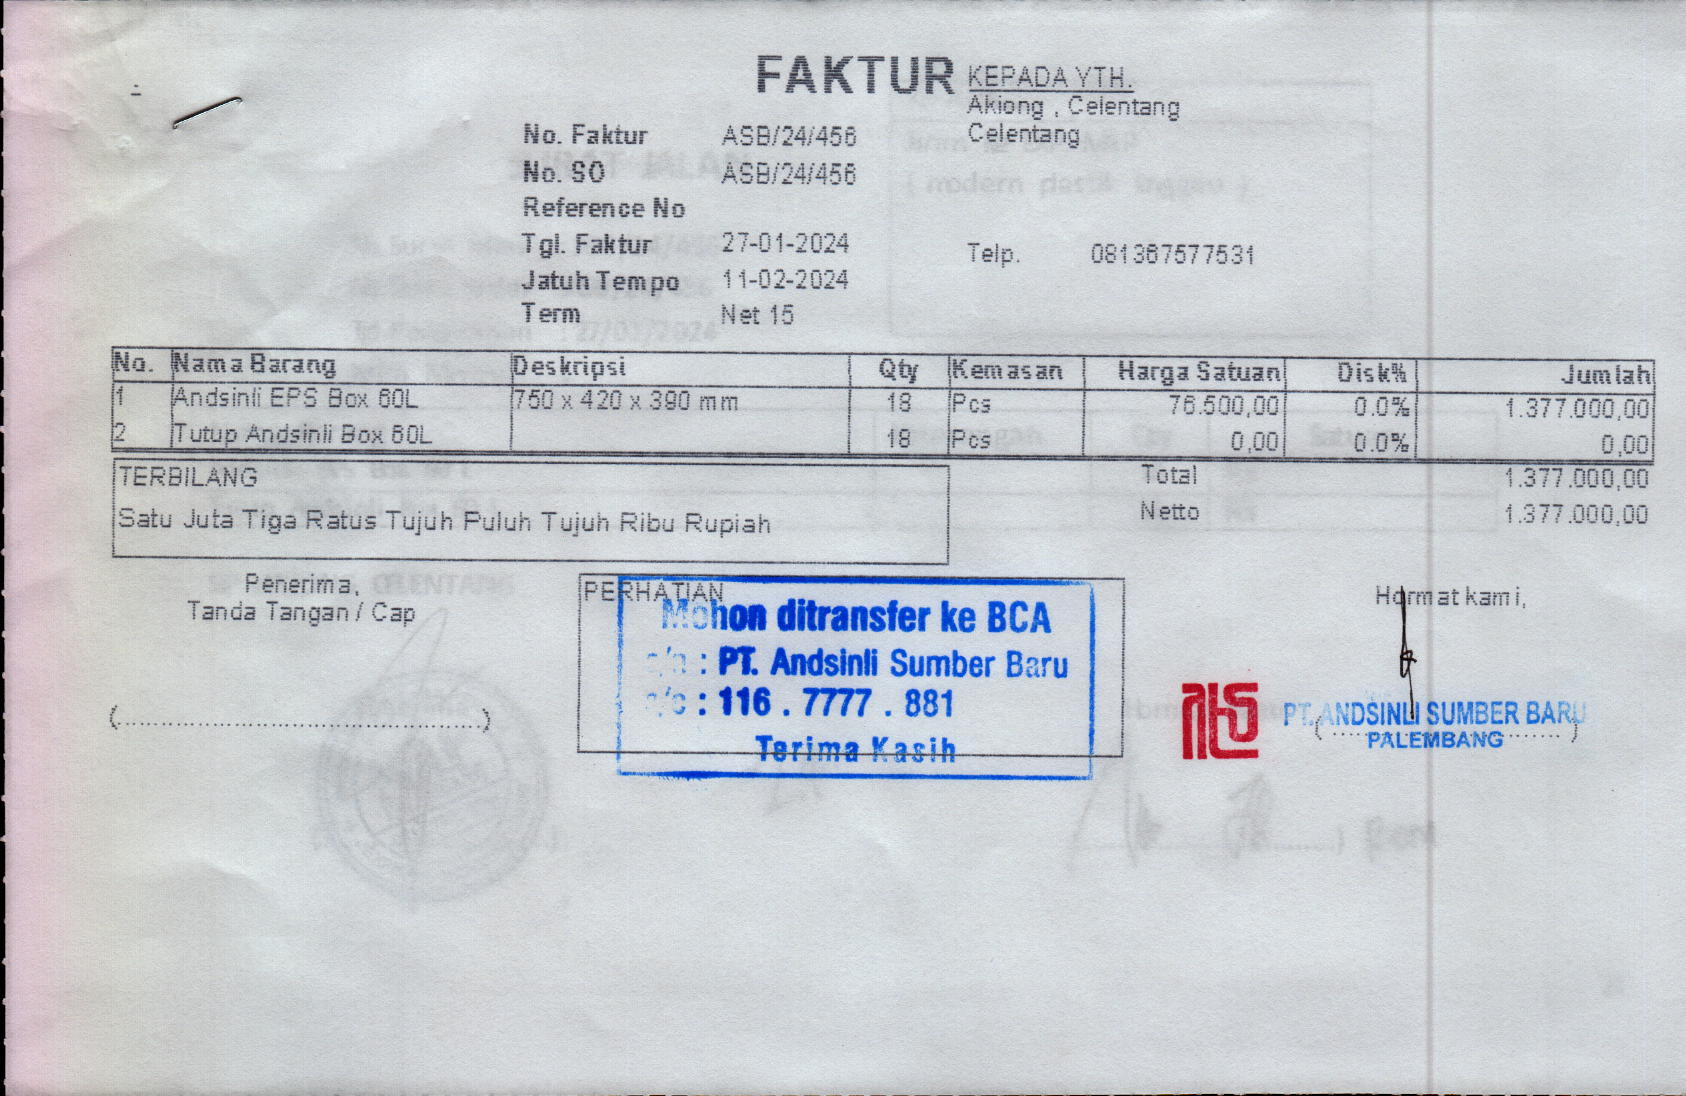 FAKTUR
KEPADA YTH.
Akiong , Celentang
Celentang
No. Faktur ASB/24/456
No. SO ASB/24/456
Reference No
Tgl. Faktur 27-01-2024
Telp. 081367577531
Jatuh Tempo 11-02-2024
Term Net 15
No. Nama Barang Deskripsi Qty Kemasan Harga Satuan Disk% Jumlah
1 Andsinli EPS Box 60L 750 x 420 x 390 mm 18 Pcs 76.500,00 0.0% 1.377.000,00
2 Tutup Andsinli Box 60L 18 Pcs 0,00 0.0% 0,00
TERBILANG
Total 1.377.000,00
Satu Juta Tiga Ratus Tujuh Puluh Tujuh Ribu Rupiah
Netto 1.377.000,00
Penerima,
Tanda Tangan / Cap
PERHATIAN
Mohon ditransfer ke BCA
a/n : PT. Andsinli Sumber Baru
a/c : 116 . 7777 . 881
Terima Kasih
Hormat kami,
PT. ANDSINLI SUMBER BARU
PALEMBANG